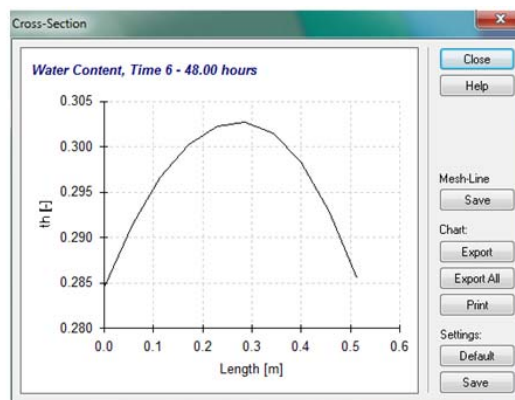 Cross-Section
Water Content, Time 6 - 48.00 hours
0.305
0.300
0.295
0.290
0.285
0.280
th [-]
0.0 0.1 0.2 0.3 0.4 0.5 0.6
Length [m]
Close
Help
Mesh-Line
Save
Chart:
Export
Export All
Print
Settings:
Default
Save